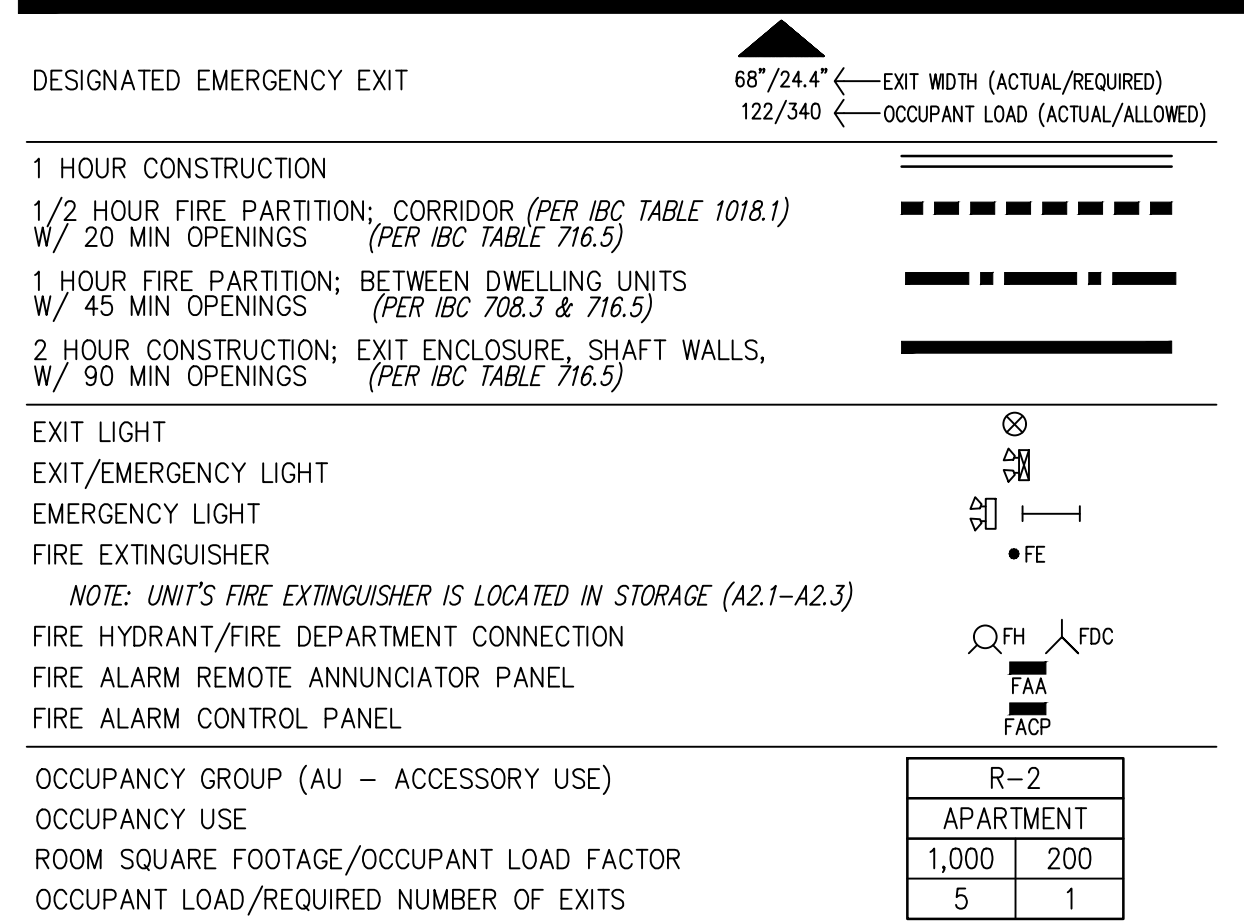 DESIGNATED EMERGENCY EXIT
68"/24.4" EXIT WIDTH (ACTUAL/REQUIRED)
122/340 OCCUPANT LOAD (ACTUAL/ALLOWED)
1 HOUR CONSTRUCTION
1/2 HOUR FIRE PARTITION; CORRIDOR (PER IBC TABLE 1018.1)
W/ 20 MIN OPENINGS (PER IBC TABLE 716.5)
1 HOUR FIRE PARTITION; BETWEEN DWELLING UNITS
W/ 45 MIN OPENINGS (PER IBC 708.3 & 716.5)
2 HOUR CONSTRUCTION; EXIT ENCLOSURE, SHAFT WALLS,
W/ 90 MIN OPENINGS (PER IBC TABLE 716.5)
EXIT LIGHT
EXIT/EMERGENCY LIGHT
EMERGENCY LIGHT
FIRE EXTINGUISHER FE
NOTE: UNIT'S FIRE EXTINGUISHER IS LOCATED IN STORAGE (A2.1-A2.3)
FIRE HYDRANT/FIRE DEPARTMENT CONNECTION FH FDC
FIRE ALARM REMOTE ANNUNCIATOR PANEL FAA
FIRE ALARM CONTROL PANEL FACP
OCCUPANCY GROUP (AU – ACCESSORY USE) R-2
OCCUPANCY USE APARTMENT
ROOM SQUARE FOOTAGE/OCCUPANT LOAD FACTOR 1,000 200
OCCUPANT LOAD/REQUIRED NUMBER OF EXITS 5 1